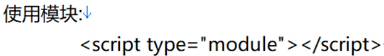 使用模块:↓
<script type="module"></script>